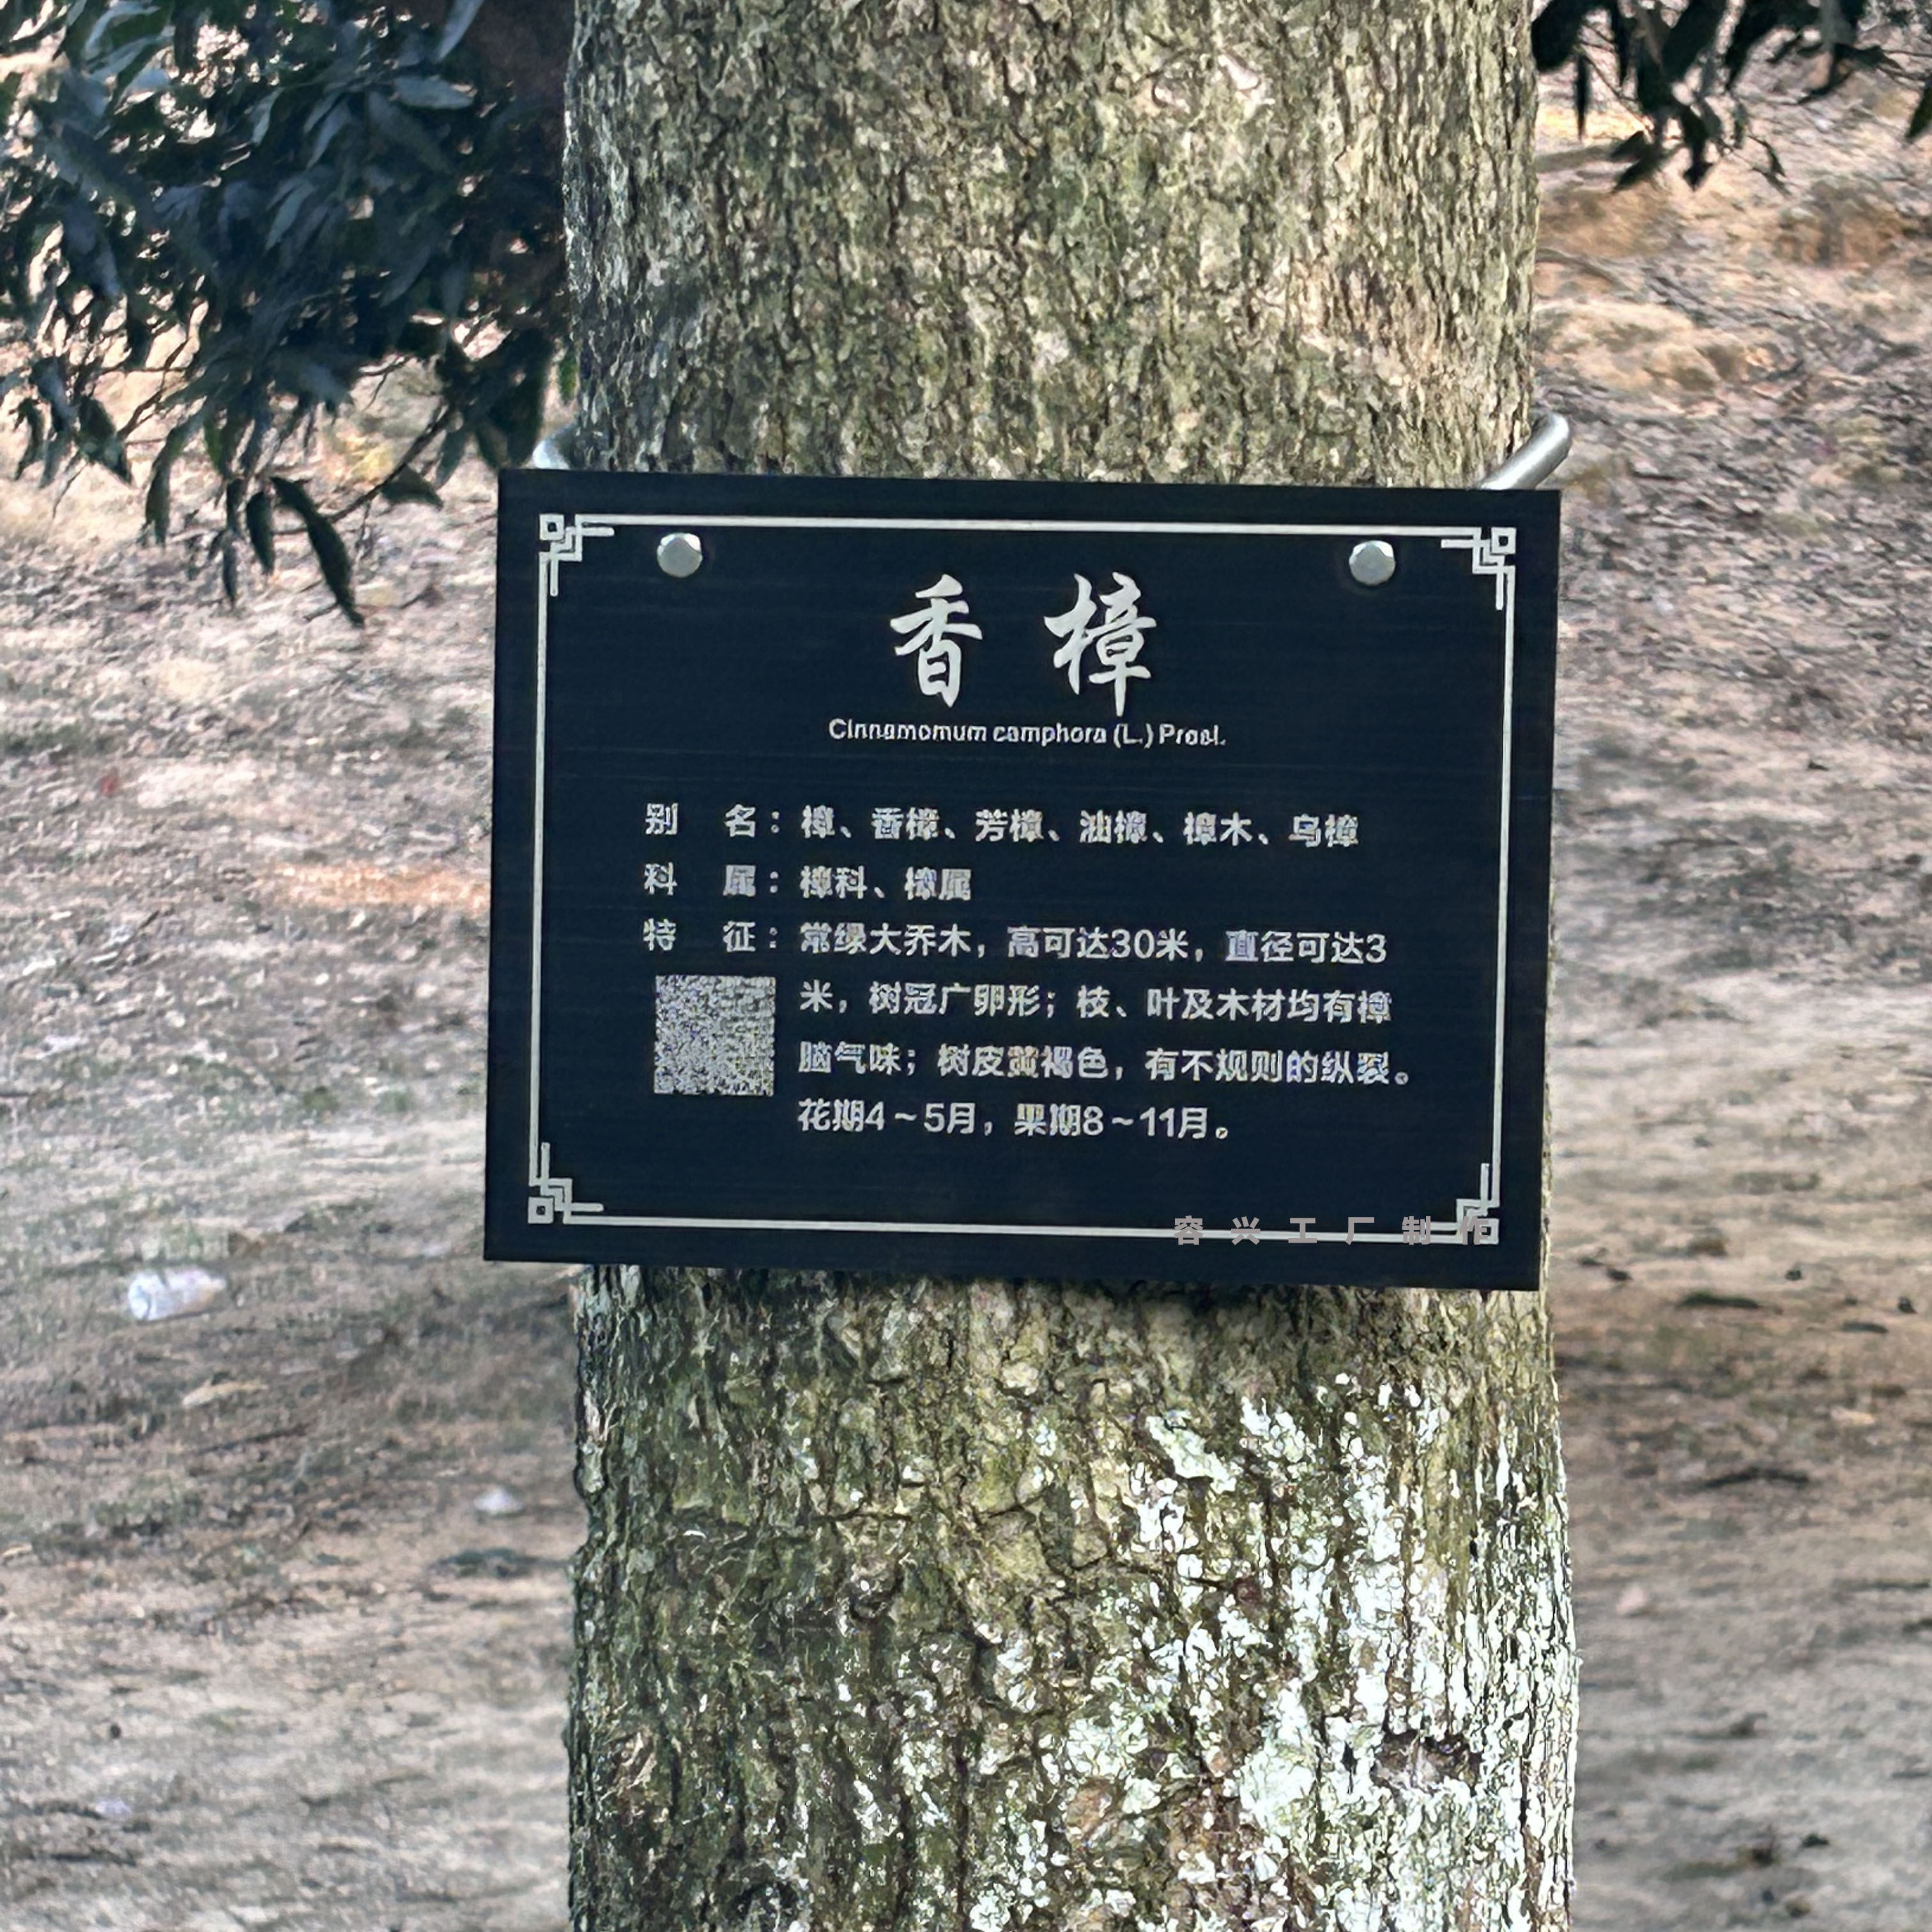 香樟
Cinnamomum camphora (L.) Presl.
别 名：樟、香樟、芳樟、油樟、樟木、乌樟
科 属：樟科、樟属
特 征：常绿大乔木，高可达30米，直径可达3
米，树冠广卵形；枝、叶及木材均有樟
脑气味；树皮黄褐色，有不规则的纵裂。
花期4~5月，果期8~11月。
容兴工厂制作